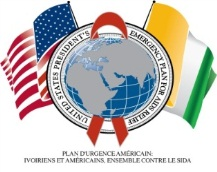 UNITED STATES PRESIDENT'S EMERGENCY PLAN FOR AIDS RELIEF
PLAN D'URGENCE AMÉRICAIN:
IVOIRIENS ET AMÉRICAINS, ENSEMBLE CONTRE LE SIDA